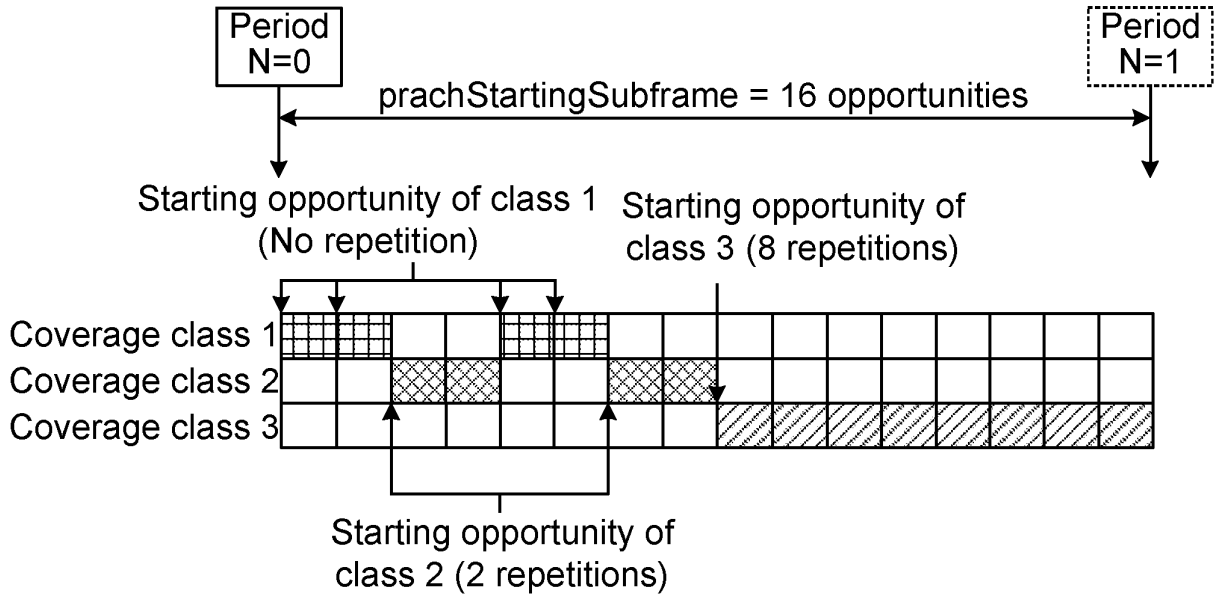 Period
N=0
Period
N=1
prachStartingSubframe = 16 opportunities
Starting opportunity of class 1
(No repetition)
Starting opportunity of
class 3 (8 repetitions)
Coverage class 1
Coverage class 2
Coverage class 3
Starting opportunity of
class 2 (2 repetitions)